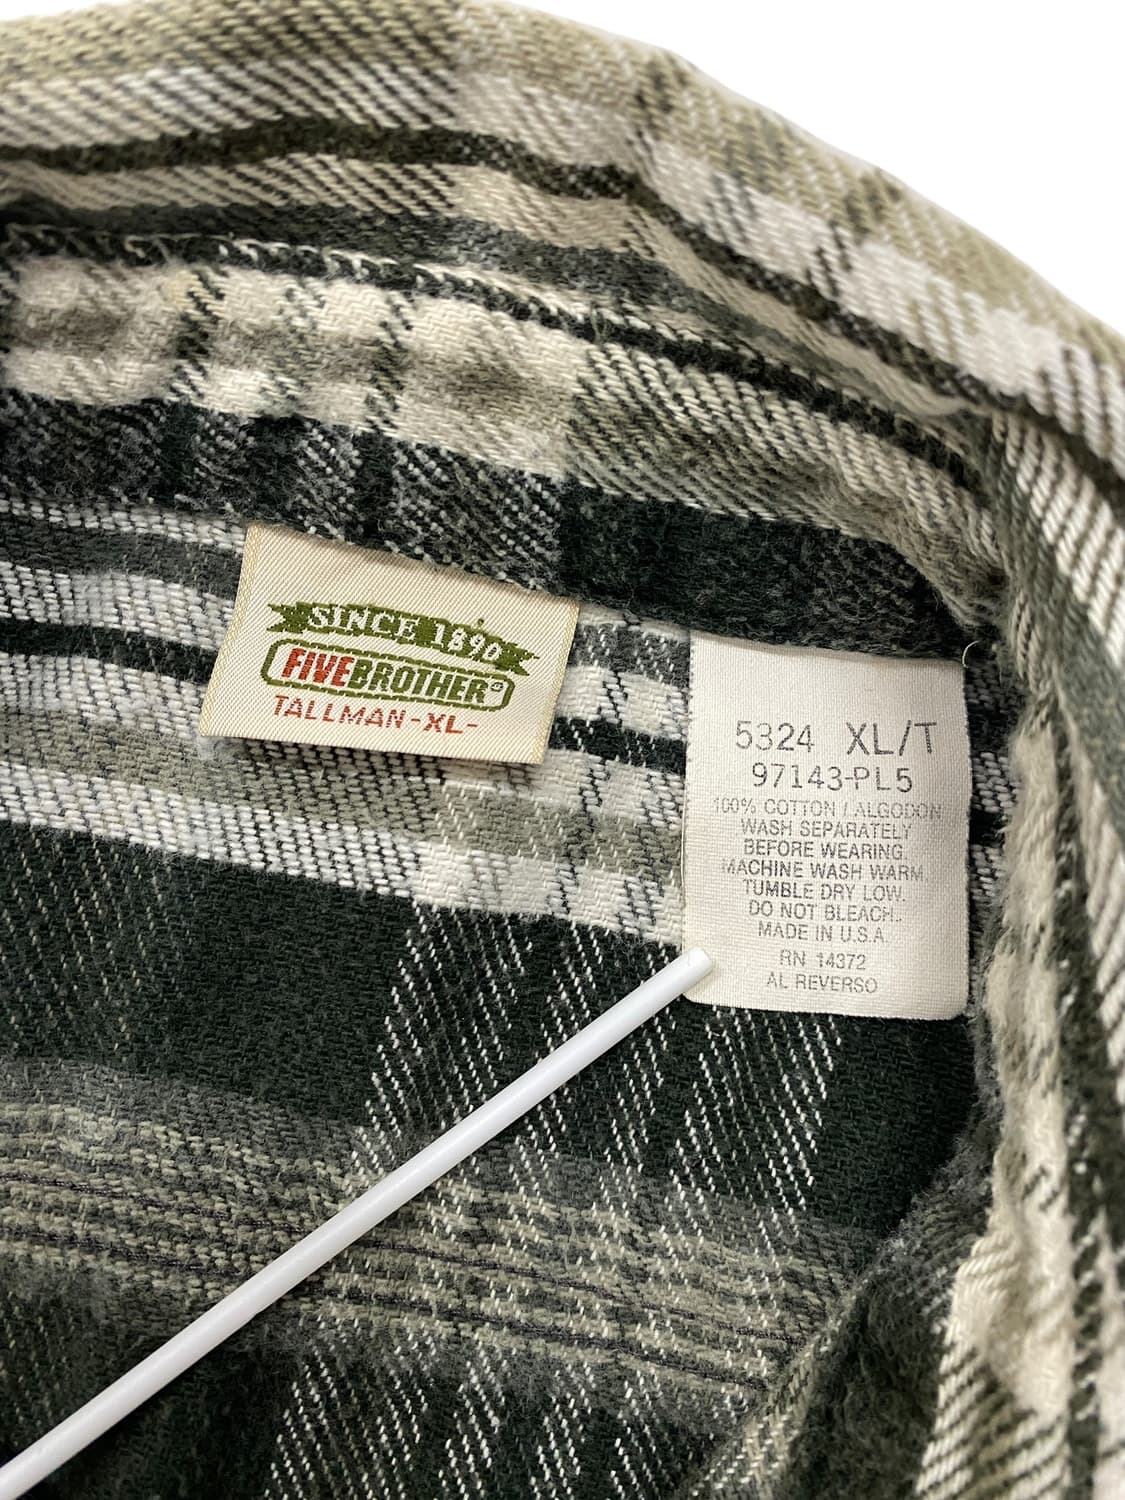 SINCE 1890
FIVEBROTHER®
TALLMAN-XL-
5324 XL/T
97143-PL5
100% COTTON / ALGODON
WASH SEPARATELY
BEFORE WEARING.
MACHINE WASH WARM.
TUMBLE DRY LOW.
DO NOT BLEACH.
MADE IN U.S.A.
RN 14372
AL REVERSO